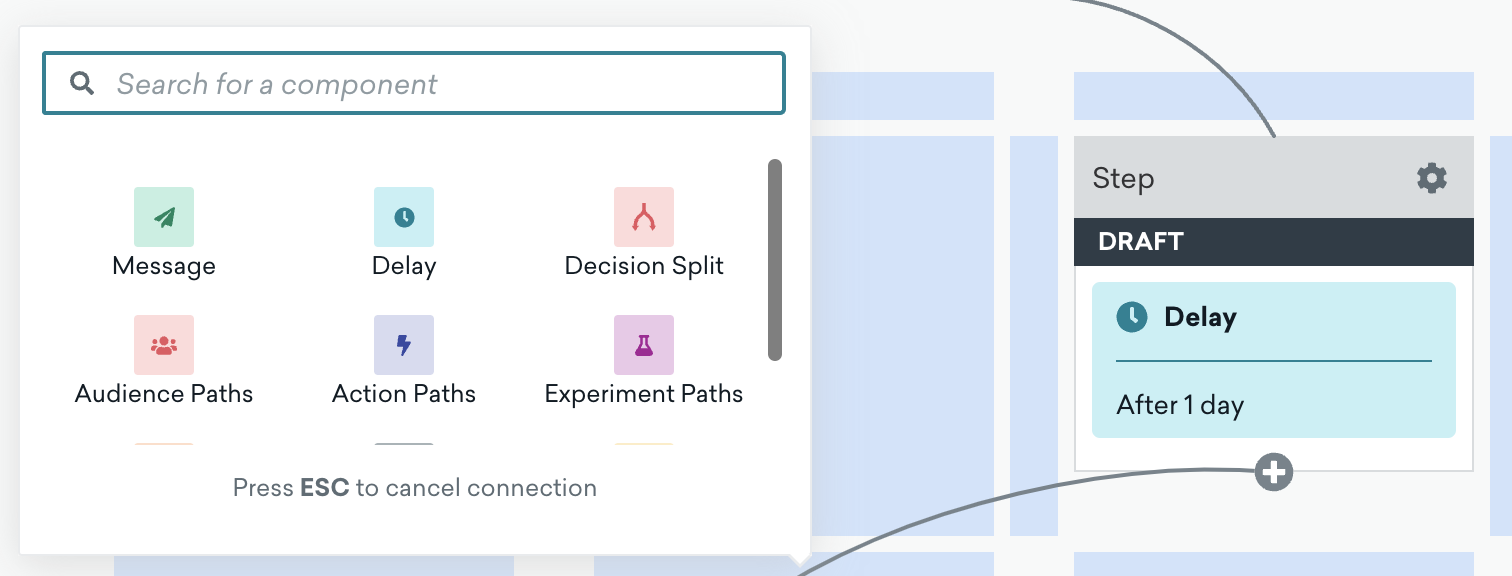 Search for a component
Message
Delay
Decision Split
Audience Paths
Action Paths
Experiment Paths
Press ESC to cancel connection
Step
DRAFT
Delay
After 1 day